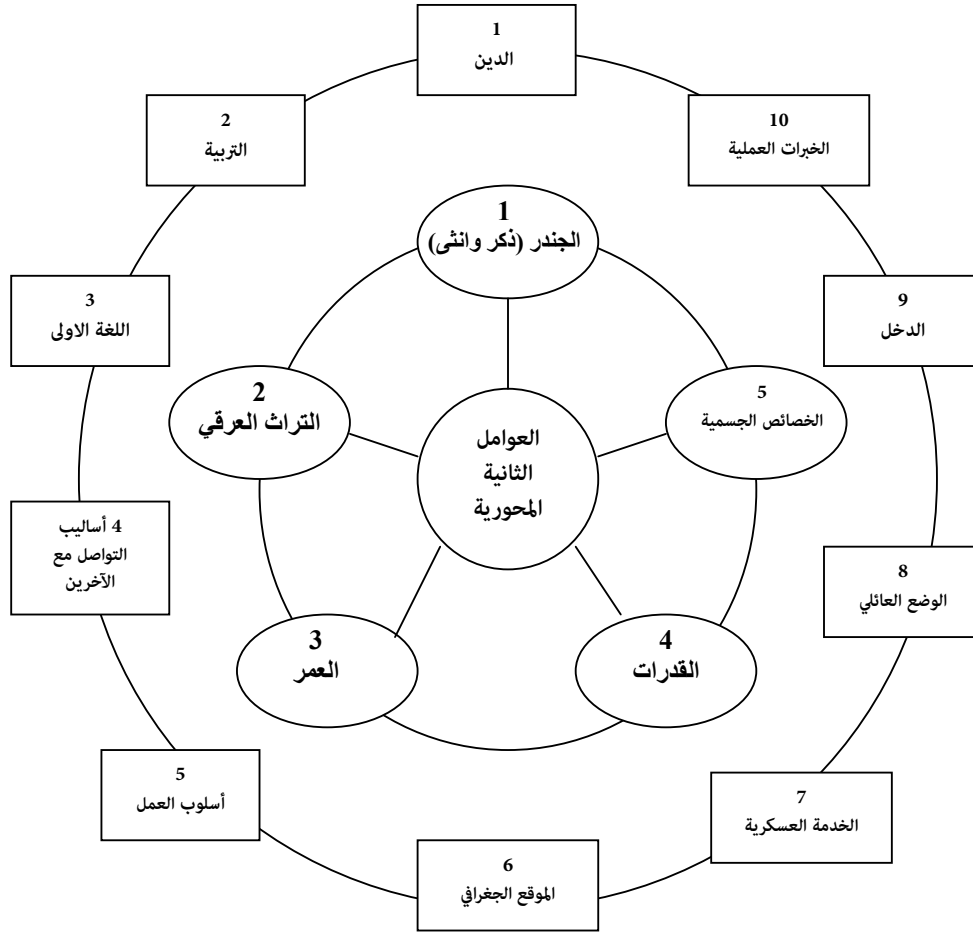 1
الدين
2
التربية
3
اللغة الاولى
4 أساليب
التواصل مع
الآخرين
5
أسلوب العمل
6
الموقع الجغرافي
7
الخدمة العسكرية
8
الوضع العائلي
9
الدخل
10
الخبرات العملية
1
الجندر (ذكر وانثى)
2
التراث العرقي
3
العمر
4
القدرات
5
الخصائص الجسمية
العوامل
الثانية
المحورية